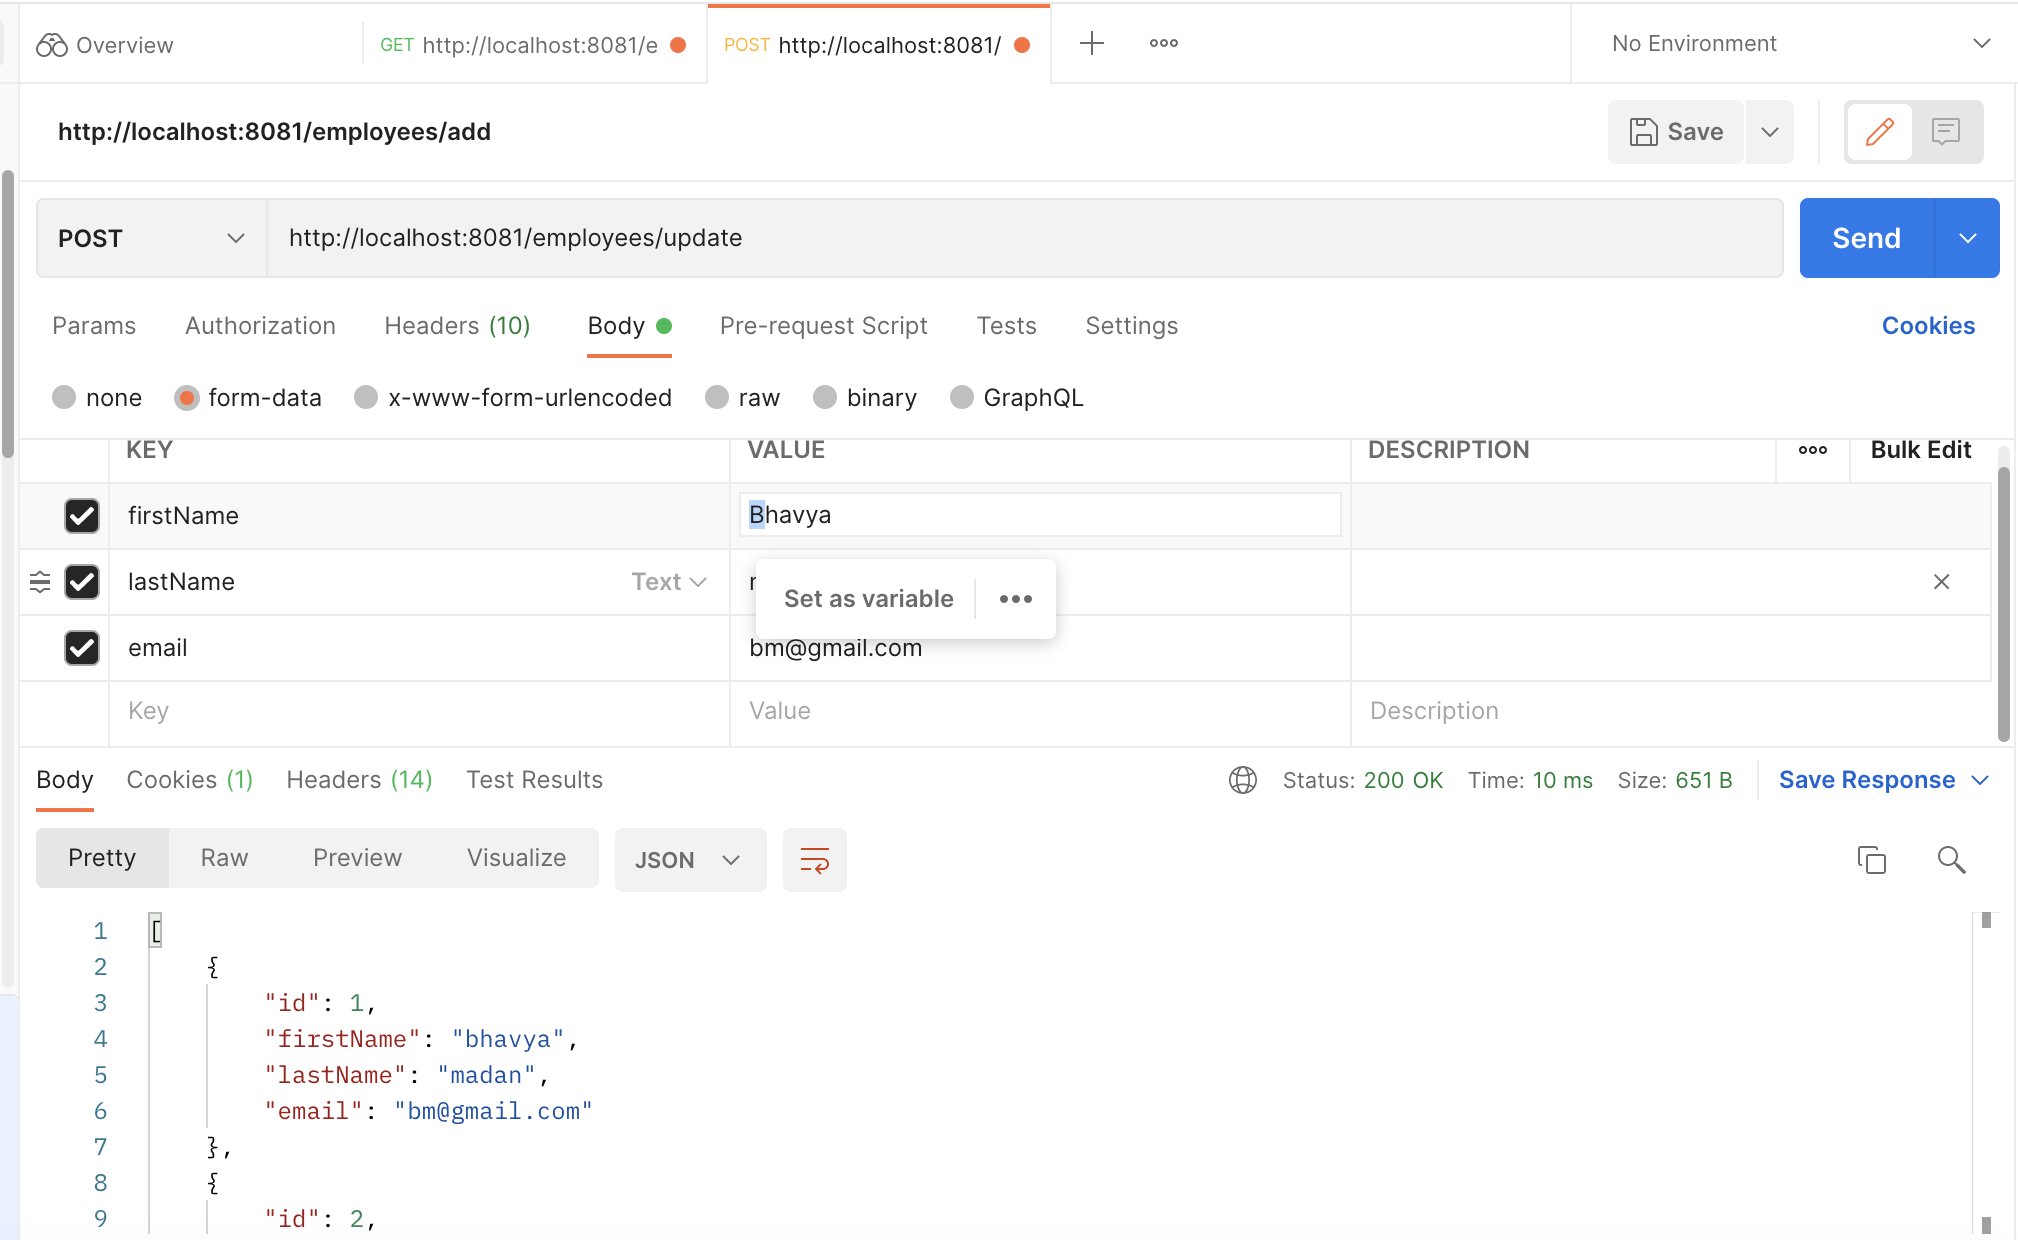 Overview
GET http://localhost:8081/e
POST http://localhost:8081/
No Environment
http://localhost:8081/employees/add
Save
POST
http://localhost:8081/employees/update
Send
Params Authorization Headers (10) Body Pre-request Script Tests Settings Cookies
none form-data x-www-form-urlencoded raw binary GraphQL
KEY VALUE DESCRIPTION Bulk Edit
firstName Bhavya
lastName Text
Set as variable
email bm@gmail.com
Key Value Description
Body Cookies (1) Headers (14) Test Results Status: 200 OK Time: 10 ms Size: 651 B Save Response
Pretty Raw Preview Visualize JSON
1 [
2 {
3 "id": 1,
4 "firstName": "bhavya",
5 "lastName": "madan",
6 "email": "bm@gmail.com"
7 },
8 {
9 "id": 2,